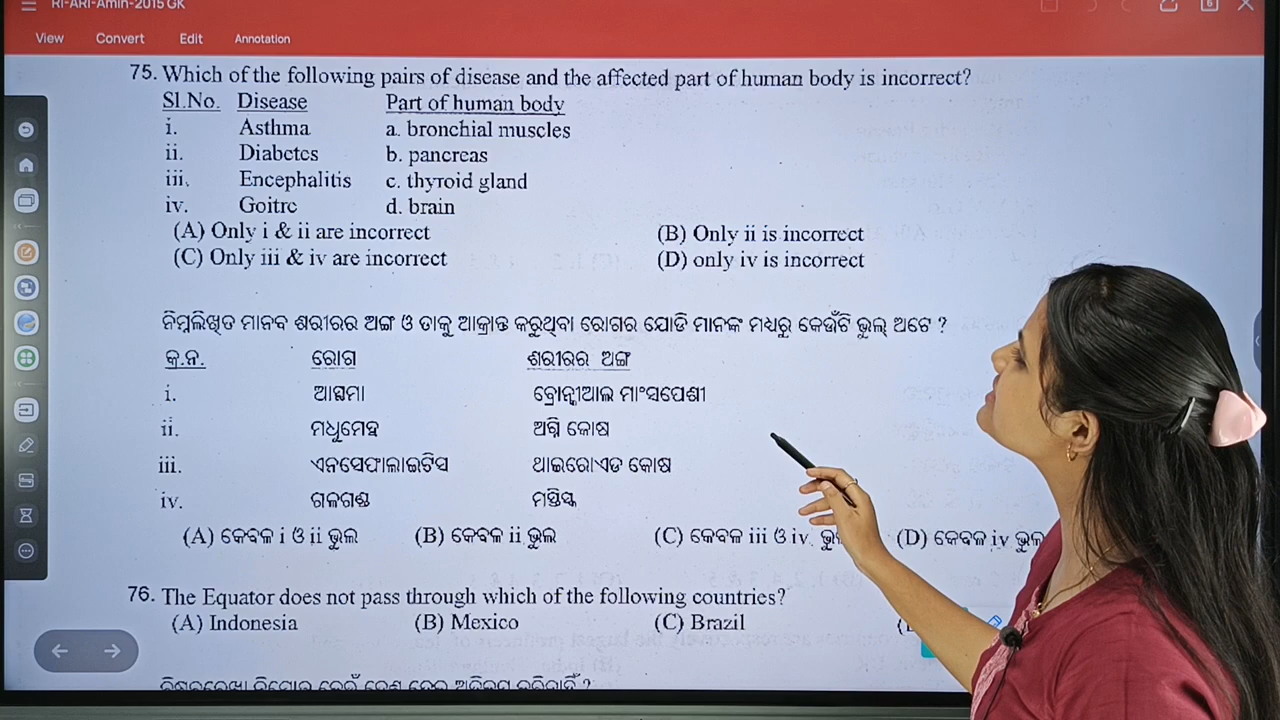 RI-ARI-Amin-2015 GK
View Convert Edit Annotation
75. Which of the following pairs of disease and the affected part of human body is incorrect?
Sl.No. Disease Part of human body
i. Asthma a. bronchial muscles
ii. Diabetes b. pancreas
iii. Encephalitis c. thyroid gland
iv. Goitre d. brain
(A) Only i & ii are incorrect (B) Only ii is incorrect
(C) Only iii & iv are incorrect (D) only iv is incorrect
ନିମ୍ନଲିଖିତ ମାନବ ଶରୀରର ଅଙ୍ଗ ଓ ତାକୁ ଆକ୍ରାନ୍ତ କରୁଥିବା ରୋଗର ଯୋଡି ମାନଙ୍କ ମଧ୍ୟରୁ କେଉଁଟି ଭୁଲ୍ ଅଟେ ?
କ୍ର.ନ. ରୋଗ ଶରୀରର ଅଙ୍ଗ
i. ଆସ୍ଥମା ବ୍ରୋନ୍କୀଆଲ ମାଂସପେଶୀ
ii. ମଧୁମେହ ଅଗ୍ନି କୋଷ
iii. ଏନସେଫାଲାଇଟିସ ଥାଇରୋଏଡ କୋଷ
iv. ଗଳଗଣ୍ଡ ମସ୍ତିସ୍କ
(A) କେବଳ i ଓ ii ଭୁଲ (B) କେବଳ ii ଭୁଲ (C) କେବଳ iii ଓ iv (D) କେବଳ iv ଭୁଲ
76. The Equator does not pass through which of the following countries?
(A) Indonesia (B) Mexico (C) Brazil